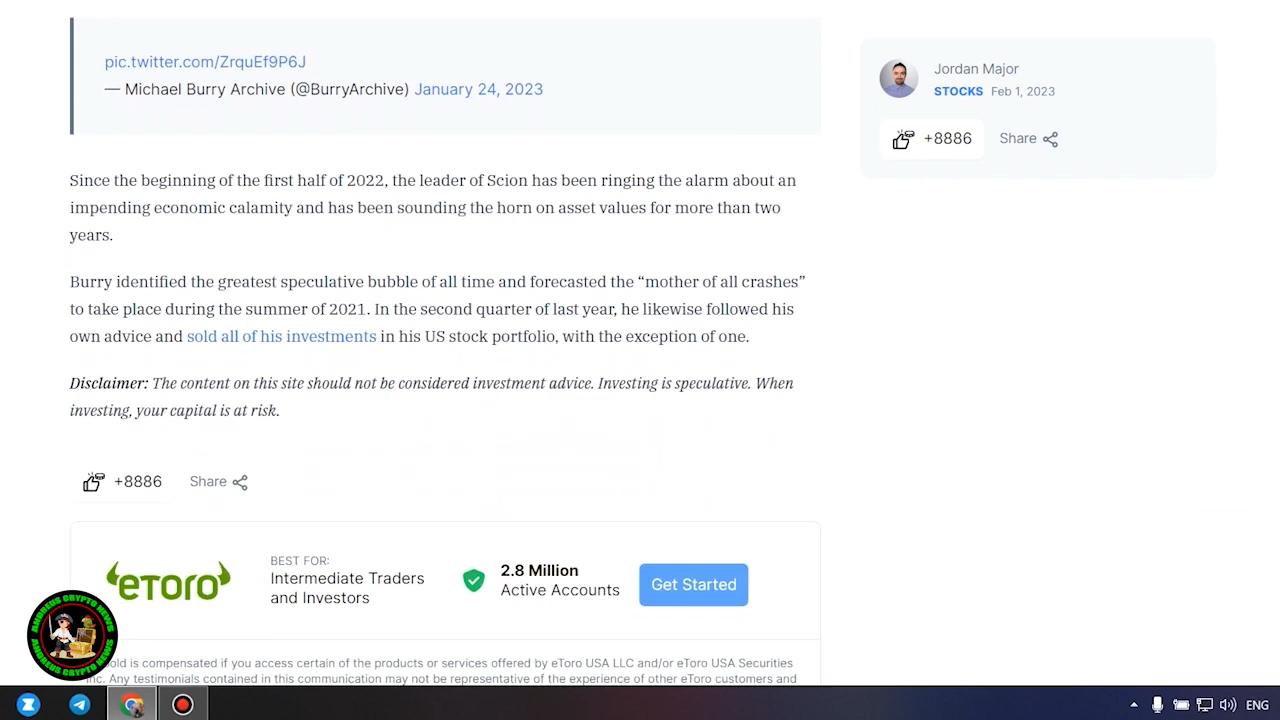 pic.twitter.com/ZrquEf9P6J
— Michael Burry Archive (@BurryArchive) January 24, 2023
Jordan Major
STOCKS Feb 1, 2023
+8886 Share
Since the beginning of the first half of 2022, the leader of Scion has been ringing the alarm about an
impending economic calamity and has been sounding the horn on asset values for more than two
years.
Burry identified the greatest speculative bubble of all time and forecasted the “mother of all crashes”
to take place during the summer of 2021. In the second quarter of last year, he likewise followed his
own advice and sold all of his investments in his US stock portfolio, with the exception of one.
Disclaimer: The content on this site should not be considered investment advice. Investing is speculative. When
investing, your capital is at risk.
+8886 Share
eToro
BEST FOR:
Intermediate Traders
and Investors
2.8 Million
Active Accounts
Get Started
is compensated if you access certain of the products or services offered by eToro USA LLC and/or eToro USA Securities
Inc. Any testimonials contained in this communication may not be representative of the experience of other eToro customers and
ANDREUS CRYPTO NEWS
ANDREUS CRYPTO NEWS
ENG